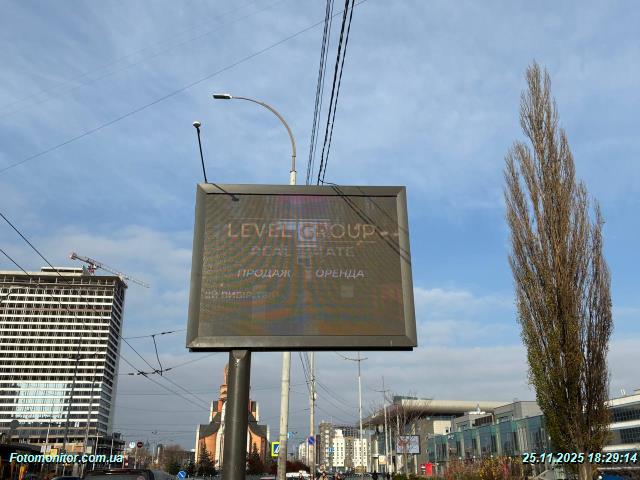 LEVEL GROUP
REAL ESTATE
ПРОДАЖ ОРЕНДА
Fotomonitor.com.ua
25.11.2025 18:29:14